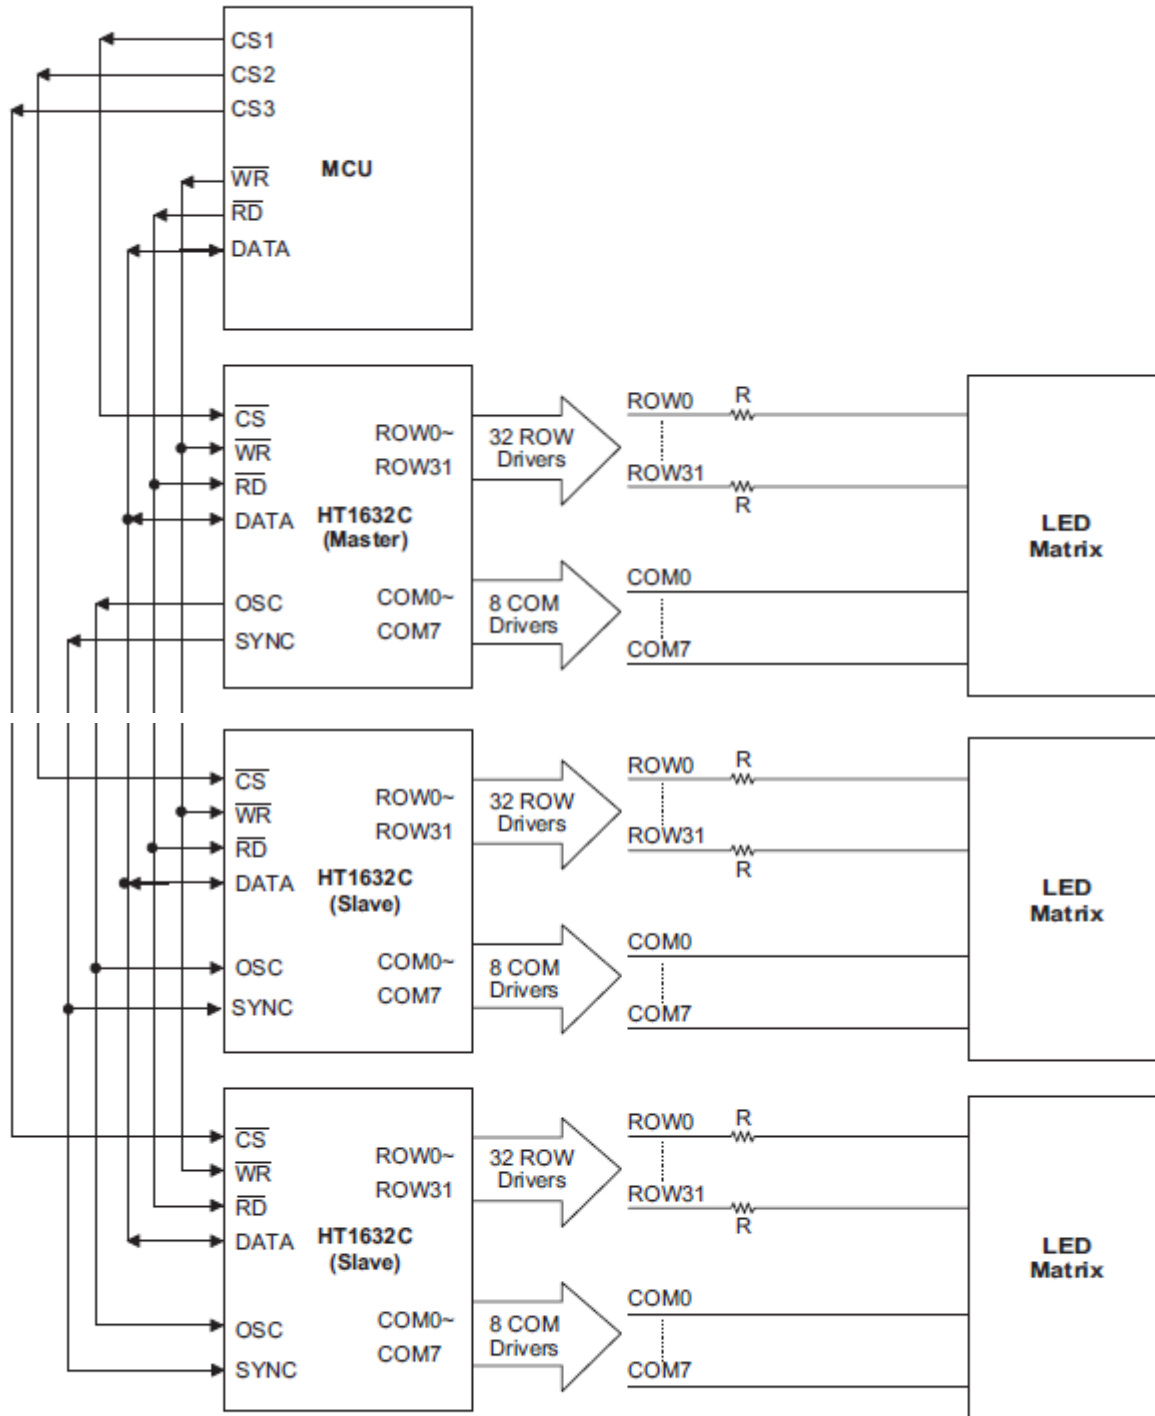 CS1
CS2
CS3
MCU
WR
RD
DATA
CS
WR
RD
DATA
OSC
SYNC
HT1632C
(Master)
ROW0~
ROW31
COM0~
COM7
32 ROW
Drivers
8 COM
Drivers
ROW0
R
ROW31
R
COM0
COM7
LED
Matrix
CS
WR
RD
DATA
OSC
SYNC
HT1632C
(Slave)
ROW0~
ROW31
COM0~
COM7
32 ROW
Drivers
8 COM
Drivers
ROW0
R
ROW31
R
COM0
COM7
LED
Matrix
CS
WR
RD
DATA
OSC
SYNC
HT1632C
(Slave)
ROW0~
ROW31
COM0~
COM7
32 ROW
Drivers
8 COM
Drivers
ROW0
R
ROW31
R
COM0
COM7
LED
Matrix